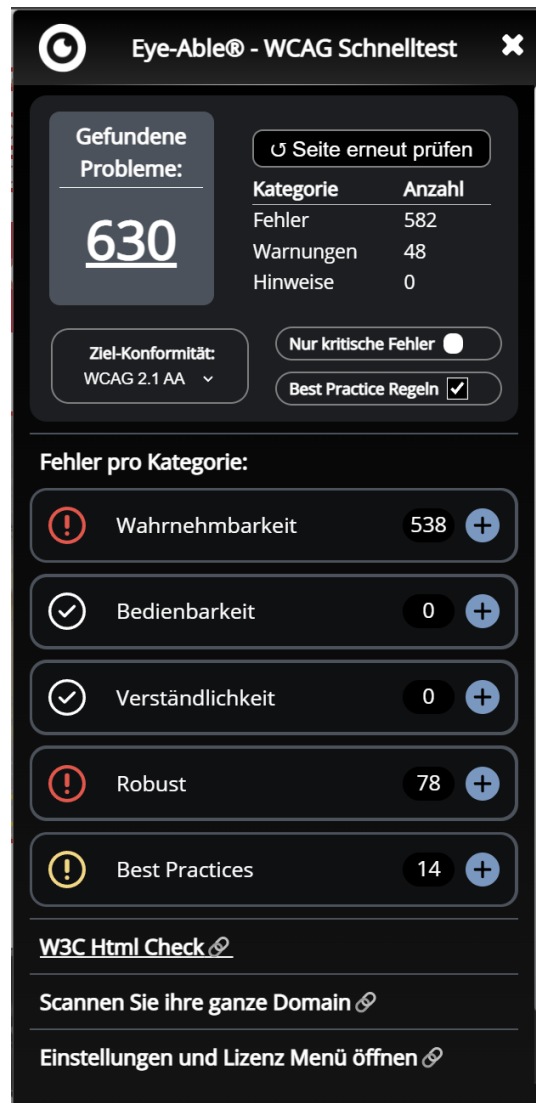 Eye-Able® - WCAG Schnelltest ✖
Gefundene
Probleme:
630
↺ Seite erneut prüfen
Kategorie Anzahl
Fehler 582
Warnungen 48
Hinweise 0
Ziel-Konformität:
WCAG 2.1 AA
Nur kritische Fehler
Best Practice Regeln
Fehler pro Kategorie:
Wahrnehmbarkeit 538 +
Bedienbarkeit 0 +
Verständlichkeit 0 +
Robust 78 +
Best Practices 14 +
W3C Html Check
Scannen Sie ihre ganze Domain
Einstellungen und Lizenz Menü öffnen